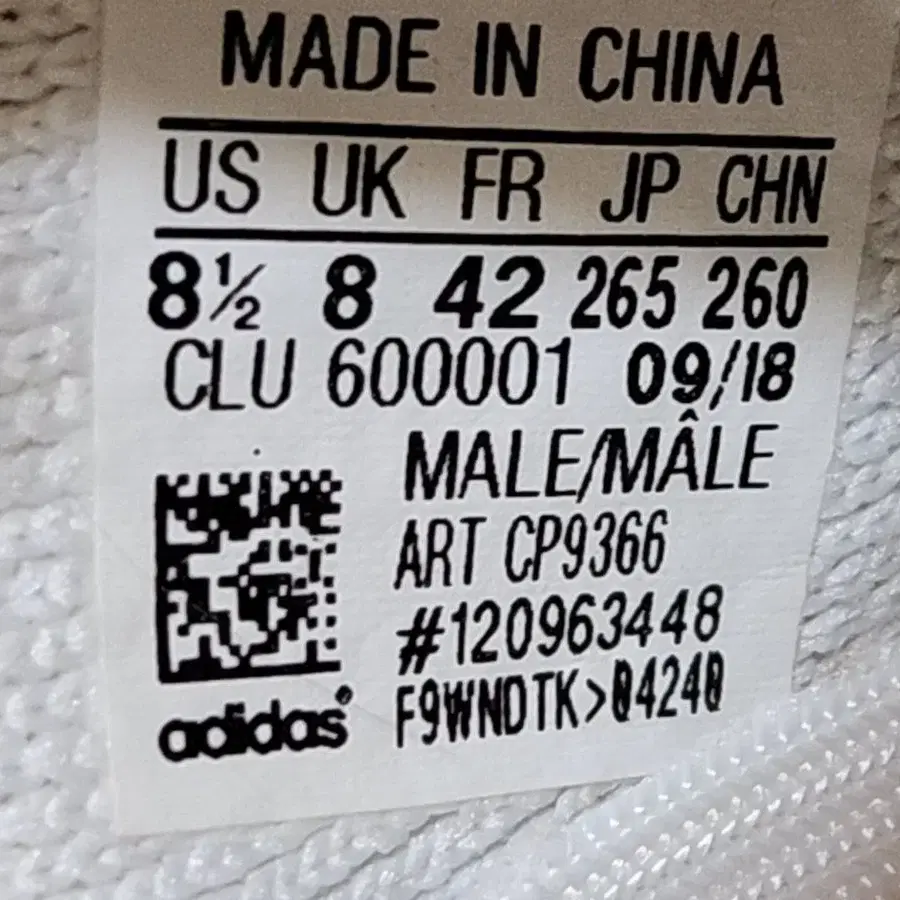 MADE IN CHINA
US UK FR JP CHN
8½ 8 42 265 260
CLU 600001 09/18
MALE/MÂLE
ART CP9366
#120963448
F9WNDTK>04240
adidas®